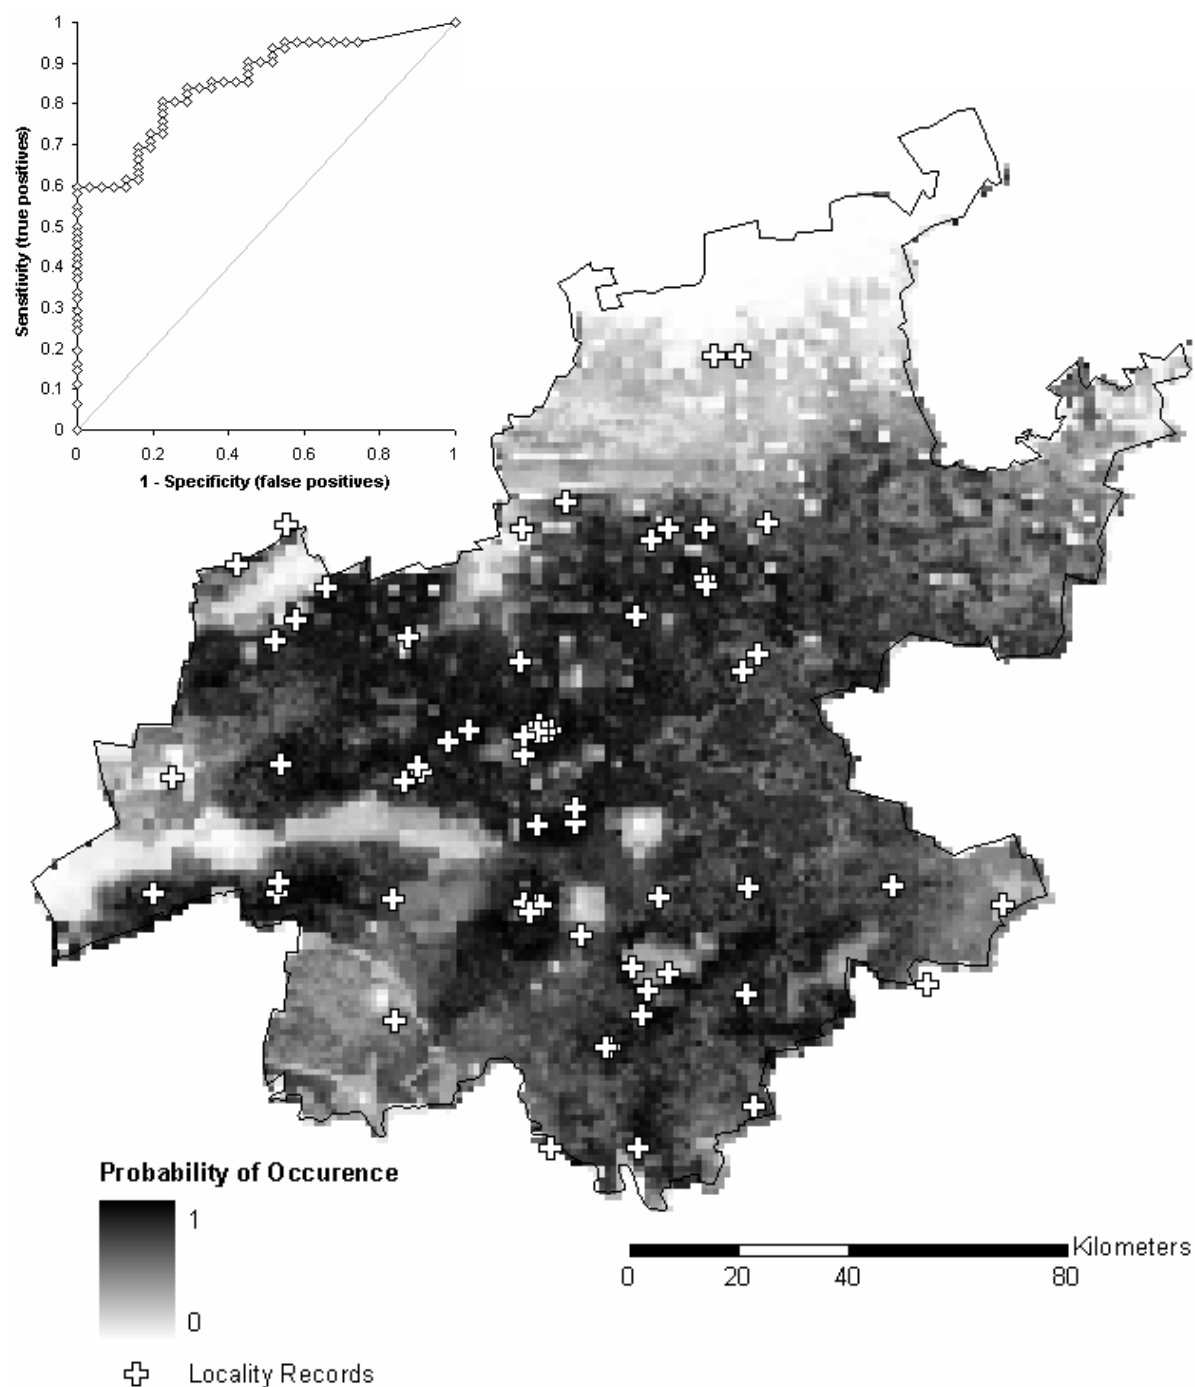 1
0.9
0.8
0.7
0.6
0.5
0.4
0.3
0.2
0.1
0
Sensitivity (true positives)
0 0.2 0.4 0.6 0.8 1
1 - Specificity (false positives)
Probability of Occurence
1
0
Locality Records
Kilometers
0 20 40 80